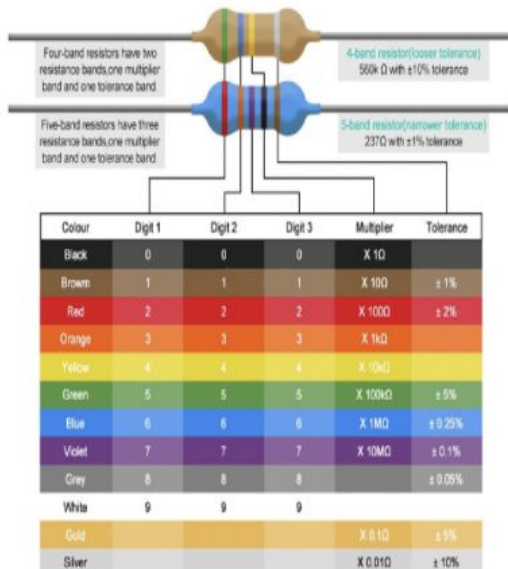 Four-band resistors have two
resistance bands,one multiplier
band and one tolerance band
4-band resistor(looser tolerance)
560k Ω with ±10% tolerance
Five-band resistors have three
resistance bands,one multiplier
band and one tolerance band
5-band resistor(narrower tolerance)
237Ω with ±1% tolerance
Colour Digit 1 Digit 2 Digit 3 Multiplier Tolerance
Black 0 0 0 X 1Ω
Browm 1 1 1 X 10Ω ± 1%
Red 2 2 2 X 100Ω ± 2%
Orange 3 3 3 X 1kΩ
Yellow 4 4 4 X 10kΩ
Green 5 5 5 X 100kΩ ± 5%
Blue 6 6 6 X 1MΩ ± 0.25%
Violet 7 7 7 X 10MΩ ± 0.1%
Grey 8 8 8 ± 0.05%
White 9 9 9
Gold X 0.1Ω ± 5%
Silver X 0.01Ω ± 10%